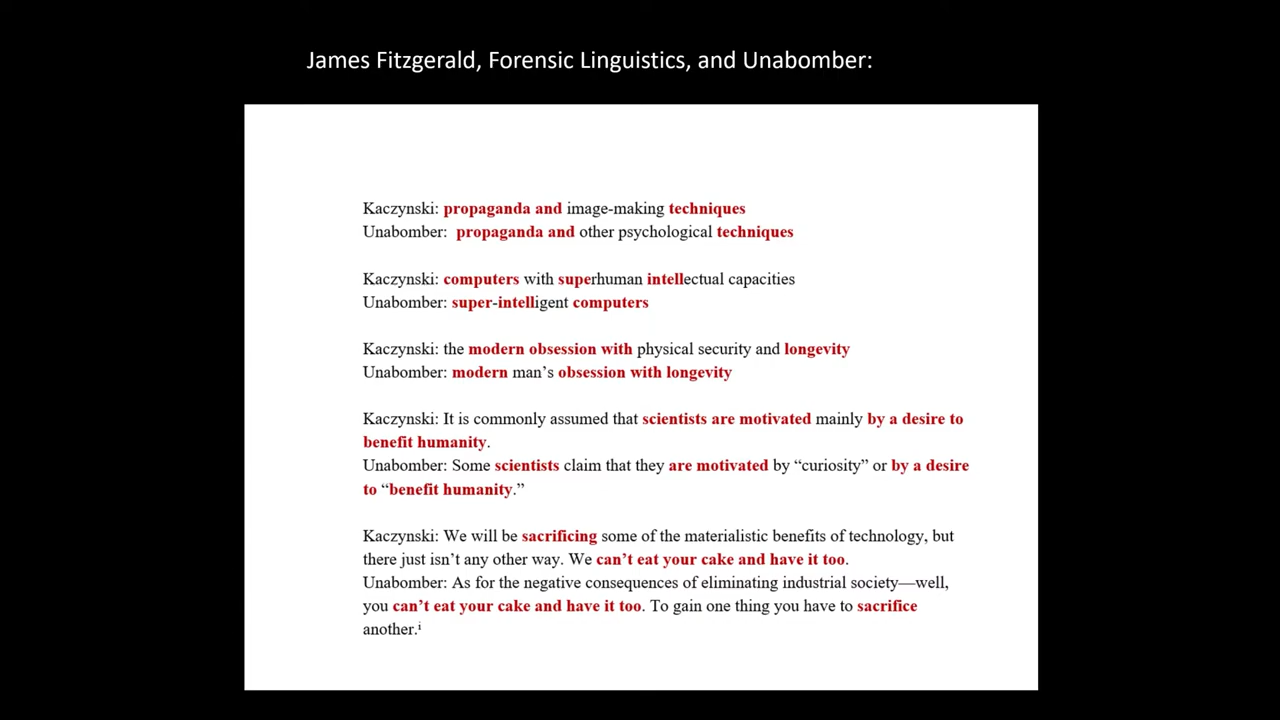 James Fitzgerald, Forensic Linguistics, and Unabomber:
Kaczynski: propaganda and image-making techniques
Unabomber:  propaganda and other psychological techniques
Kaczynski: computers with superhuman intellectual capacities
Unabomber: super-intelligent computers
Kaczynski: the modern obsession with physical security and longevity
Unabomber: modern man’s obsession with longevity
Kaczynski: It is commonly assumed that scientists are motivated mainly by a desire to
benefit humanity.
Unabomber: Some scientists claim that they are motivated by “curiosity” or by a desire
to “benefit humanity.”
Kaczynski: We will be sacrificing some of the materialistic benefits of technology, but
there just isn’t any other way. We can’t eat your cake and have it too.
Unabomber: As for the negative consequences of eliminating industrial society—well,
you can’t eat your cake and have it too. To gain one thing you have to sacrifice
another.ⁱ